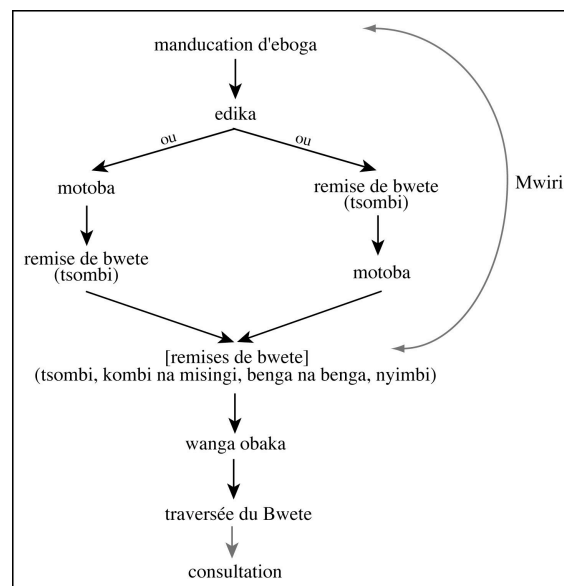 manducation d'eboga
edika
ou
ou
motoba
remise de bwete
(tsombi)
Mwiri
remise de bwete
(tsombi)
motoba
[remises de bwete]
(tsombi, kombi na misingi, benga na benga, nyimbi)
wanga obaka
traversée du Bwete
consultation